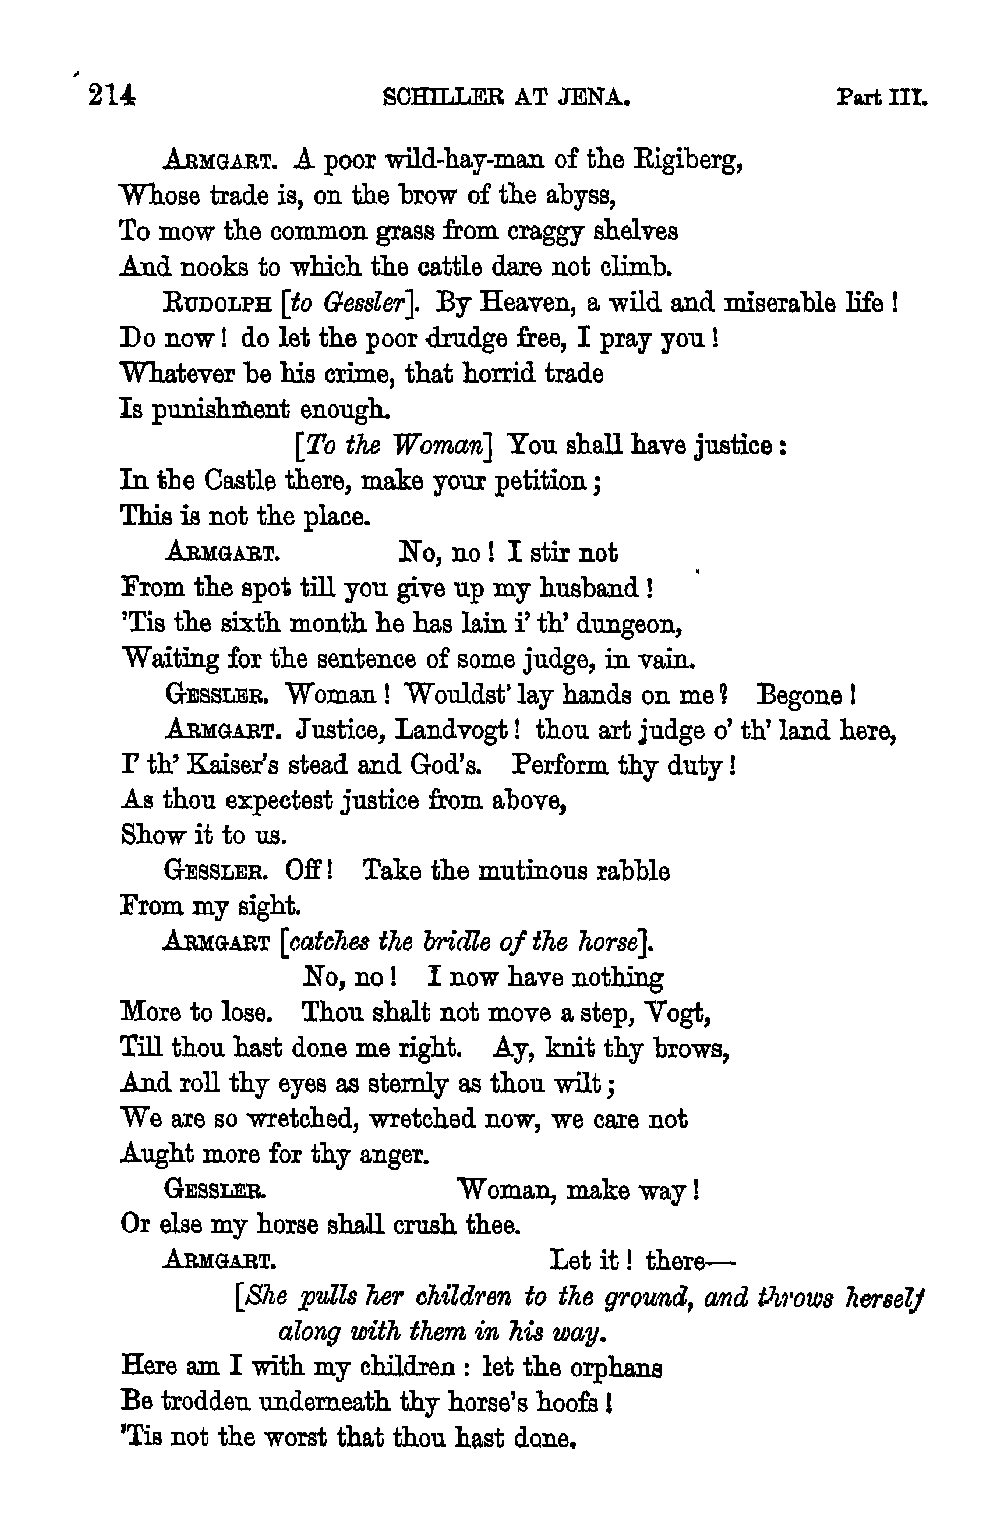 214 SCHILLER AT JENA. Part III.
ARMGART. A poor wild-hay-man of the Rigiberg,
Whose trade is, on the brow of the abyss,
To mow the common grass from craggy shelves
And nooks to which the cattle dare not climb.
RUDOLPH [to Gessler]. By Heaven, a wild and miserable life!
Do now! do let the poor drudge free, I pray you!
Whatever be his crime, that horrid trade
Is punishment enough.
[To the Woman] You shall have justice:
In the Castle there, make your petition;
This is not the place.
ARMGART. No, no! I stir not
From the spot till you give up my husband!
'Tis the sixth month he has lain i' th' dungeon,
Waiting for the sentence of some judge, in vain.
GESSLER. Woman! Wouldst' lay hands on me? Begone!
ARMGART. Justice, Landvogt! thou art judge o' th' land here,
I' th' Kaiser's stead and God's. Perform thy duty!
As thou expectest justice from above,
Show it to us.
GESSLER. Off! Take the mutinous rabble
From my sight.
ARMGART [catches the bridle of the horse].
No, no! I now have nothing
More to lose. Thou shalt not move a step, Vogt,
Till thou hast done me right. Ay, knit thy brows,
And roll thy eyes as sternly as thou wilt;
We are so wretched, wretched now, we care not
Aught more for thy anger.
GESSLER. Woman, make way!
Or else my horse shall crush thee.
ARMGART. Let it! there—
[She pulls her children to the ground, and throws herself
along with them in his way.
Here am I with my children: let the orphans
Be trodden underneath thy horse's hoofs!
'Tis not the worst that thou hast done.